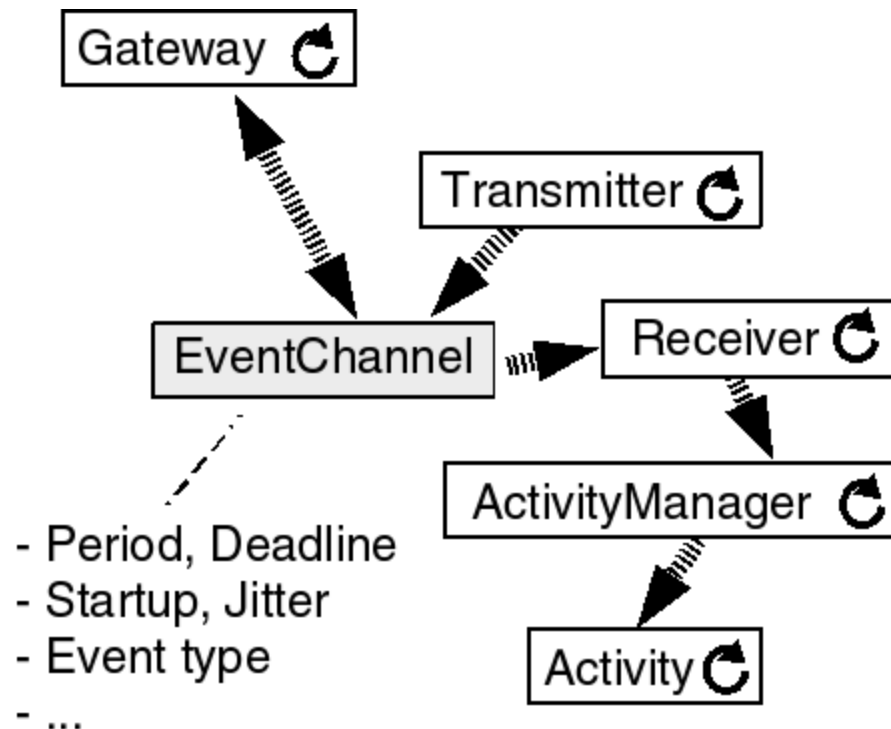 Gateway
Transmitter
EventChannel
Receiver
ActivityManager
- Period, Deadline
- Startup, Jitter
- Event type
- ...
Activity